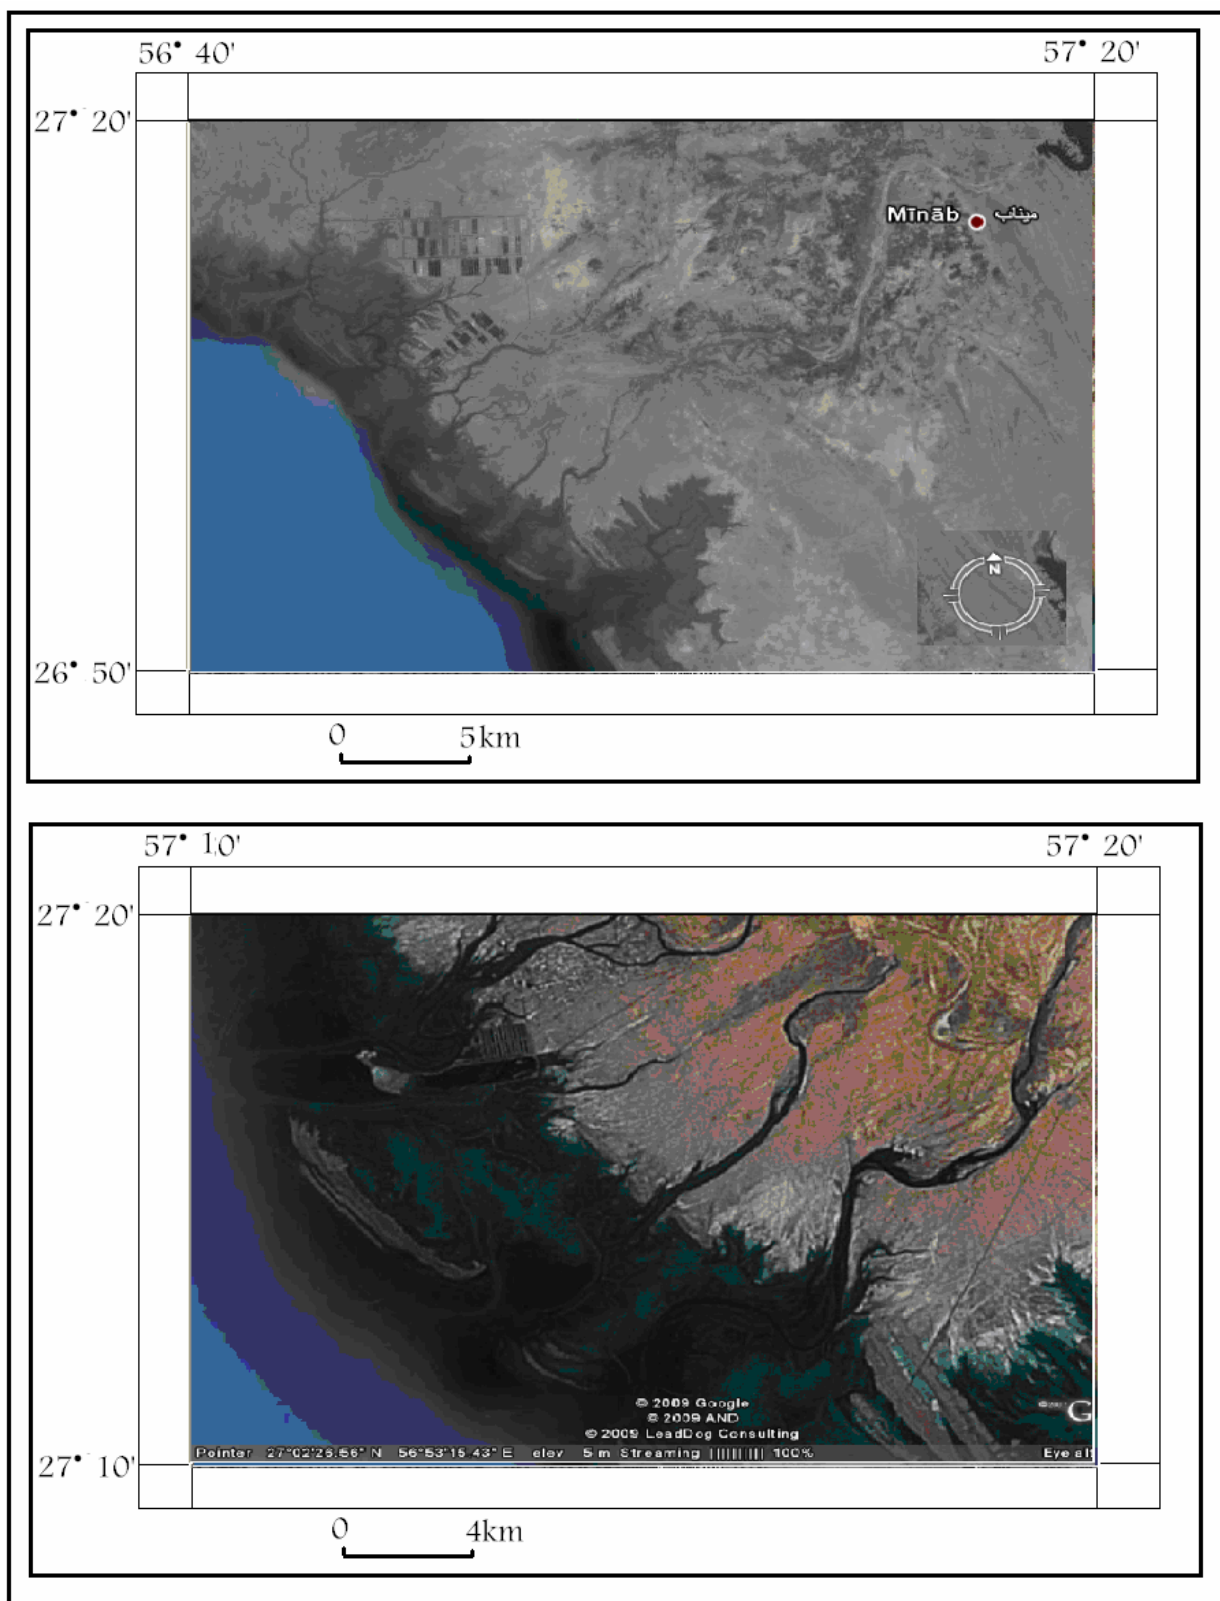 56° 40' 57° 20'
27° 20'
Mīnāb میناب
N
26° 50'
0 5km
57° 10' 57° 20'
27° 20'
© 2009 Google
© 2009 AND
© 2009 LeadDog Consulting
G
Pointer 27°02'26.56" N 56°53'15.43" E elev 5 m Streaming |||||||||| 100% Eye alt
27° 10'
0 4km